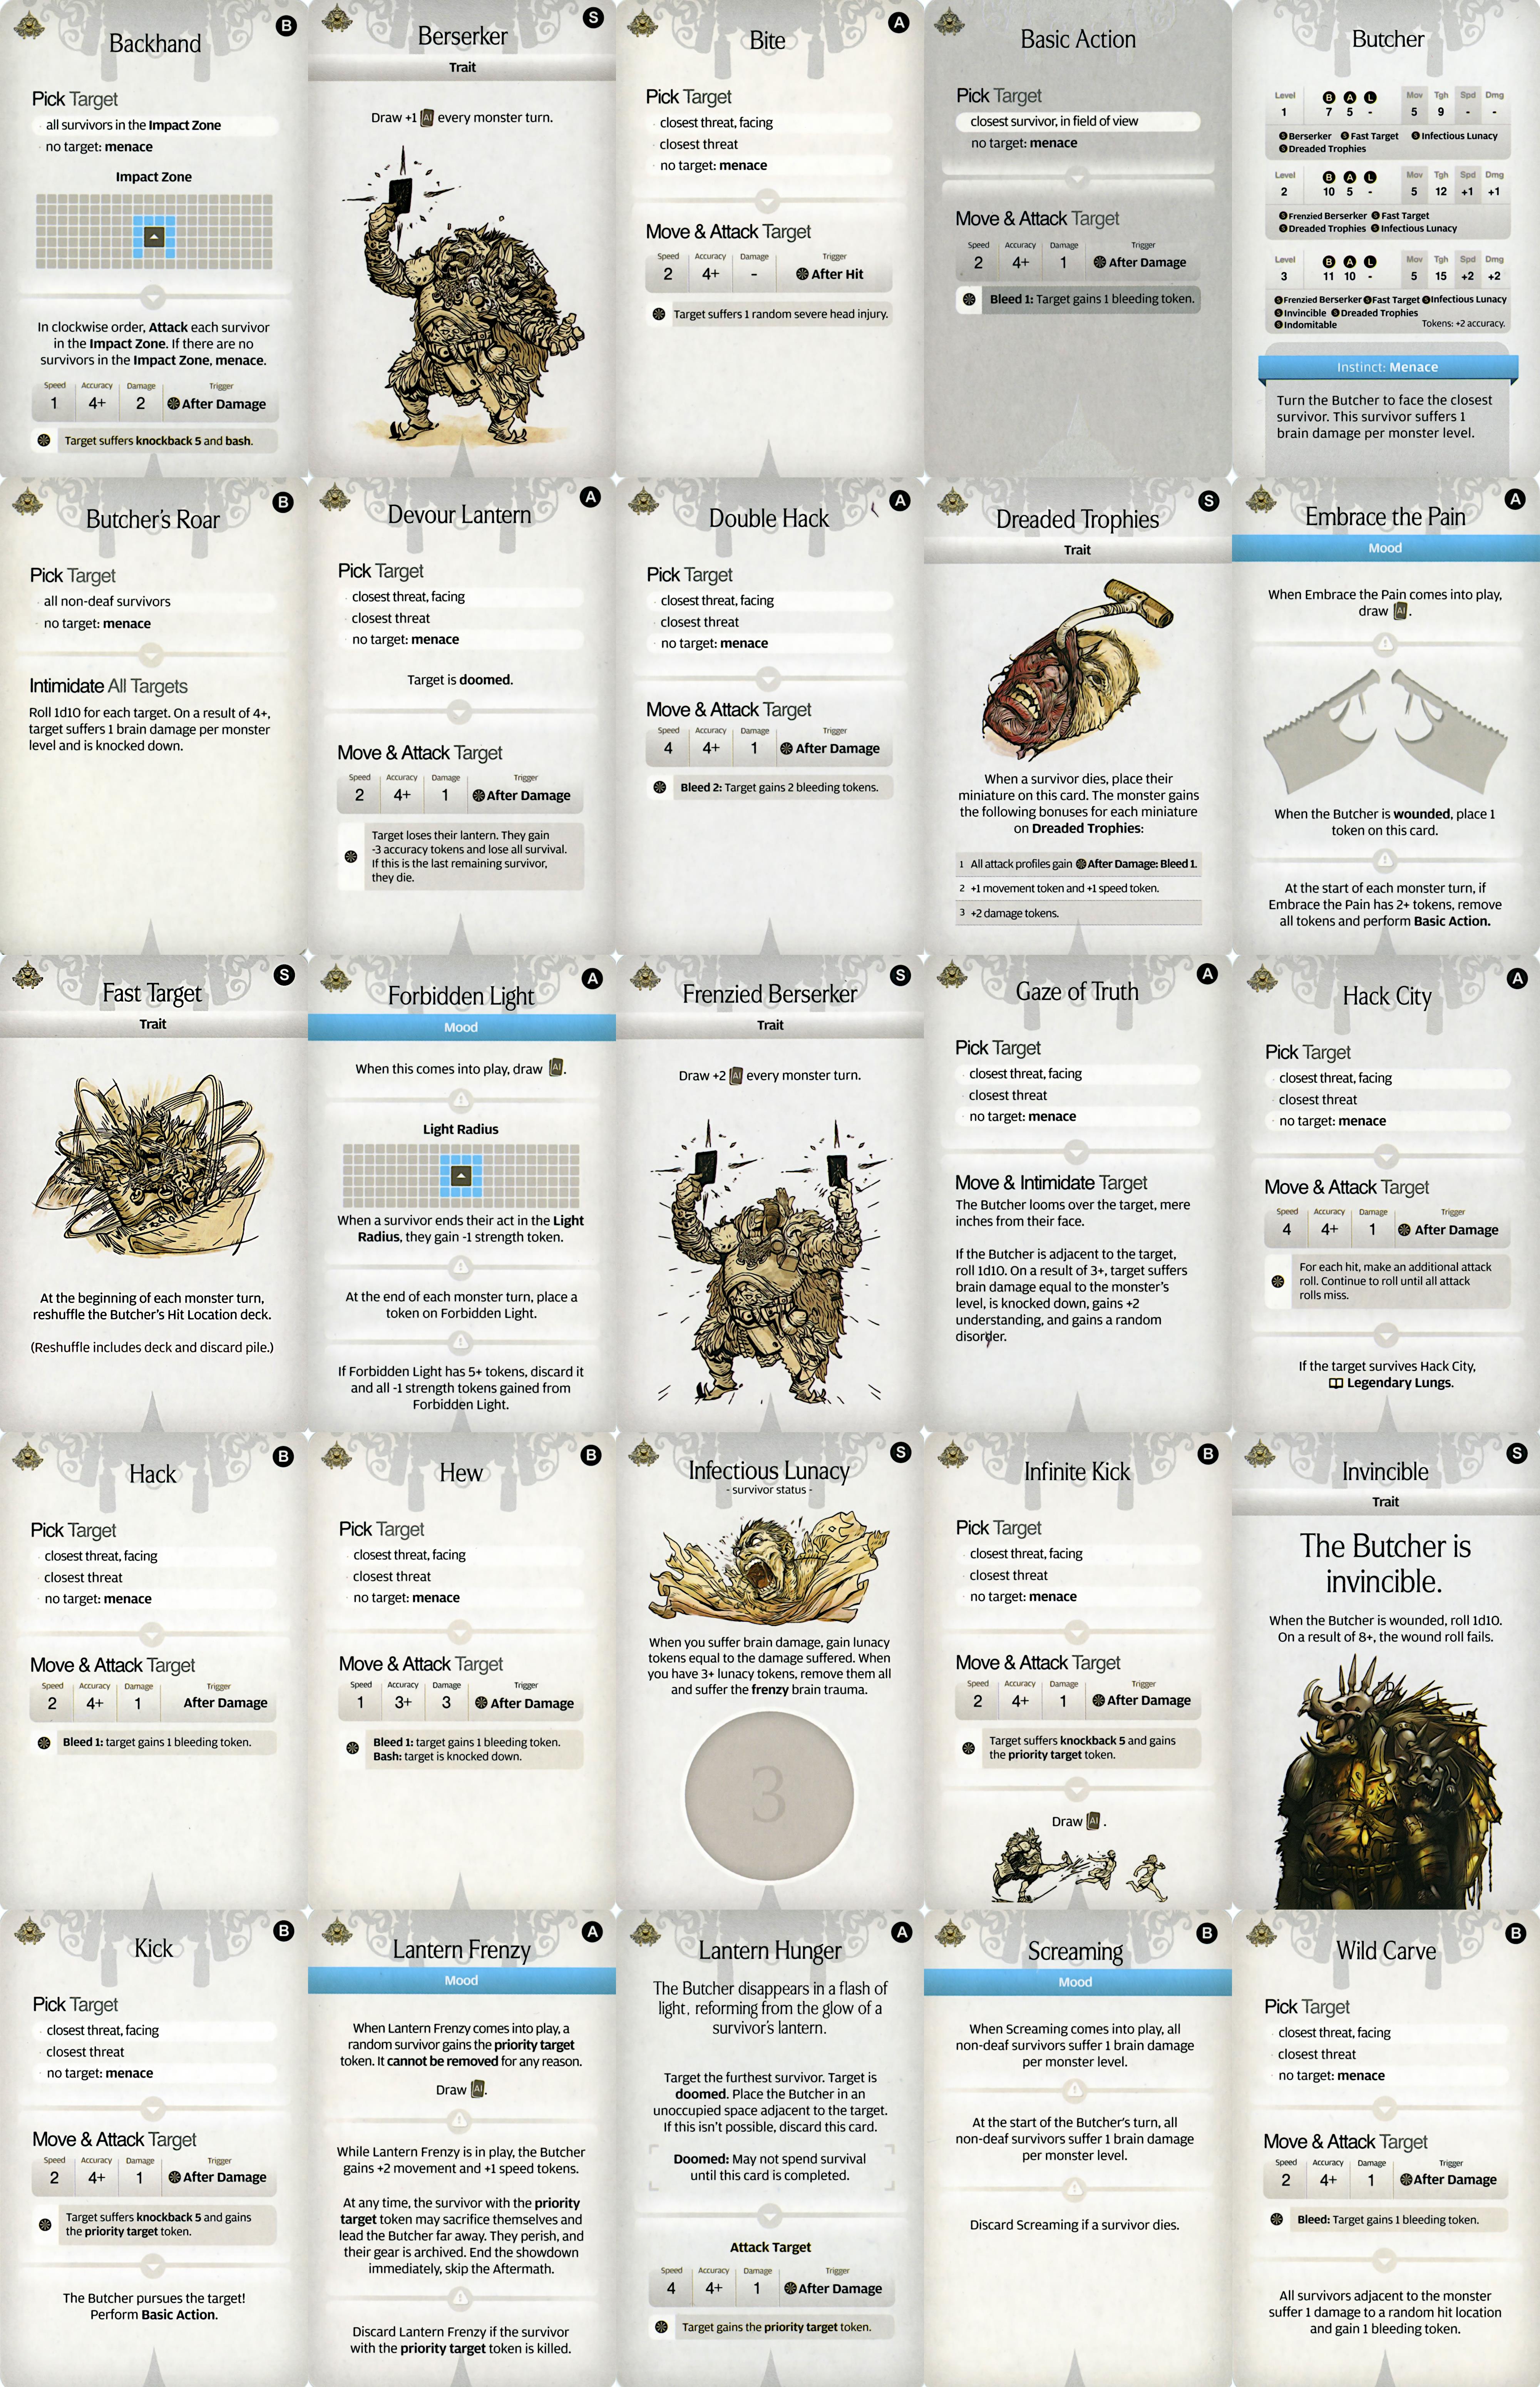 Backhand
B
Pick Target
all survivors in the Impact Zone
no target: menace
Impact Zone
In clockwise order, Attack each survivor
in the Impact Zone. If there are no
survivors in the Impact Zone, menace.
Speed Accuracy Damage Trigger
1 4+ 2 After Damage
Target suffers knockback 5 and bash.
Berserker
S
Trait
Draw +1 AI every monster turn.
Bite
A
Pick Target
closest threat, facing
closest threat
no target: menace
Move & Attack Target
Speed Accuracy Damage Trigger
2 4+ - After Hit
Target suffers 1 random severe head injury.
Basic Action
Pick Target
closest survivor, in field of view
no target: menace
Move & Attack Target
Speed Accuracy Damage Trigger
2 4+ 1 After Damage
Bleed 1: Target gains 1 bleeding token.
Butcher
Level B A L Mov Tgh Spd Dmg
1 7 5 - 5 9 - -
S Berserker S Fast Target S Infectious Lunacy
S Dreaded Trophies
Level B A L Mov Tgh Spd Dmg
2 10 5 - 5 12 +1 +1
S Frenzied Berserker S Fast Target
S Dreaded Trophies S Infectious Lunacy
Level B A L Mov Tgh Spd Dmg
3 11 10 - 5 15 +2 +2
S Frenzied Berserker S Fast Target S Infectious Lunacy
S Invincible S Dreaded Trophies
S Indomitable Tokens: +2 accuracy.
Instinct: Menace
Turn the Butcher to face the closest
survivor. This survivor suffers 1
brain damage per monster level.
Butcher's Roar
B
Pick Target
all non-deaf survivors
no target: menace
Intimidate All Targets
Roll 1d10 for each target. On a result of 4+,
target suffers 1 brain damage per monster
level and is knocked down.
Devour Lantern
A
Pick Target
closest threat, facing
closest threat
no target: menace
Target is doomed.
Move & Attack Target
Speed Accuracy Damage Trigger
2 4+ 1 After Damage
Target loses their lantern. They gain
-3 accuracy tokens and lose all survival.
If this is the last remaining survivor,
they die.
Double Hack
A
Pick Target
closest threat, facing
closest threat
no target: menace
Move & Attack Target
Speed Accuracy Damage Trigger
4 4+ 1 After Damage
Bleed 2: Target gains 2 bleeding tokens.
Dreaded Trophies
S
Trait
When a survivor dies, place their
miniature on this card. The monster gains
the following bonuses for each miniature
on Dreaded Trophies:
1 All attack profiles gain After Damage: Bleed 1.
2 +1 movement token and +1 speed token.
3 +2 damage tokens.
Embrace the Pain
A
Mood
When Embrace the Pain comes into play,
draw AI.
When the Butcher is wounded, place 1
token on this card.
At the start of each monster turn, if
Embrace the Pain has 2+ tokens, remove
all tokens and perform Basic Action.
Fast Target
S
Trait
At the beginning of each monster turn,
reshuffle the Butcher's Hit Location deck.
(Reshuffle includes deck and discard pile.)
Forbidden Light
A
Mood
When this comes into play, draw AI.
Light Radius
When a survivor ends their act in the Light
Radius, they gain -1 strength token.
At the end of each monster turn, place a
token on Forbidden Light.
If Forbidden Light has 5+ tokens, discard it
and all -1 strength tokens gained from
Forbidden Light.
Frenzied Berserker
S
Trait
Draw +2 AI every monster turn.
Gaze of Truth
A
Pick Target
closest threat, facing
closest threat
no target: menace
Move & Intimidate Target
The Butcher looms over the target, mere
inches from their face.
If the Butcher is adjacent to the target,
roll 1d10. On a result of 3+, target suffers
brain damage equal to the monster's
level, is knocked down, gains +2
understanding, and gains a random
disorder.
Hack City
A
Pick Target
closest threat, facing
closest threat
no target: menace
Move & Attack Target
Speed Accuracy Damage Trigger
4 4+ 1 After Damage
For each hit, make an additional attack
roll. Continue to roll until all attack
rolls miss.
If the target survives Hack City,
Legendary Lungs.
Hack
B
Pick Target
closest threat, facing
closest threat
no target: menace
Move & Attack Target
Speed Accuracy Damage Trigger
2 4+ 1 After Damage
Bleed 1: target gains 1 bleeding token.
Hew
B
Pick Target
closest threat, facing
closest threat
no target: menace
Move & Attack Target
Speed Accuracy Damage Trigger
1 3+ 3 After Damage
Bleed 1: target gains 1 bleeding token.
Bash: target is knocked down.
Infectious Lunacy
S
- survivor status -
When you suffer brain damage, gain lunacy
tokens equal to the damage suffered. When
you have 3+ lunacy tokens, remove them all
and suffer the frenzy brain trauma.
3
Infinite Kick
B
Pick Target
closest threat, facing
closest threat
no target: menace
Move & Attack Target
Speed Accuracy Damage Trigger
2 4+ 1 After Damage
Target suffers knockback 5 and gains
the priority target token.
Draw AI.
Invincible
S
Trait
The Butcher is
invincible.
When the Butcher is wounded, roll 1d10.
On a result of 8+, the wound roll fails.
Kick
B
Pick Target
closest threat, facing
closest threat
no target: menace
Move & Attack Target
Speed Accuracy Damage Trigger
2 4+ 1 After Damage
Target suffers knockback 5 and gains
the priority target token.
The Butcher pursues the target!
Perform Basic Action.
Lantern Frenzy
A
Mood
When Lantern Frenzy comes into play, a
random survivor gains the priority target
token. It cannot be removed for any reason.
Draw AI.
While Lantern Frenzy is in play, the Butcher
gains +2 movement and +1 speed tokens.
At any time, the survivor with the priority
target token may sacrifice themselves and
lead the Butcher far away. They perish, and
their gear is archived. End the showdown
immediately, skip the Aftermath.
Discard Lantern Frenzy if the survivor
with the priority target token is killed.
Lantern Hunger
A
The Butcher disappears in a flash of
light, reforming from the glow of a
survivor's lantern.
Target the furthest survivor. Target is
doomed. Place the Butcher in an
unoccupied space adjacent to the target.
If this isn't possible, discard this card.
Doomed: May not spend survival
until this card is completed.
Attack Target
Speed Accuracy Damage Trigger
4 4+ 1 After Damage
Target gains the priority target token.
Screaming
B
Mood
When Screaming comes into play, all
non-deaf survivors suffer 1 brain damage
per monster level.
At the start of the Butcher's turn, all
non-deaf survivors suffer 1 brain damage
per monster level.
Discard Screaming if a survivor dies.
Wild Carve
B
Pick Target
closest threat, facing
closest threat
no target: menace
Move & Attack Target
Speed Accuracy Damage Trigger
2 4+ 1 After Damage
Bleed: Target gains 1 bleeding token.
All survivors adjacent to the monster
suffer 1 damage to a random hit location
and gain 1 bleeding token.